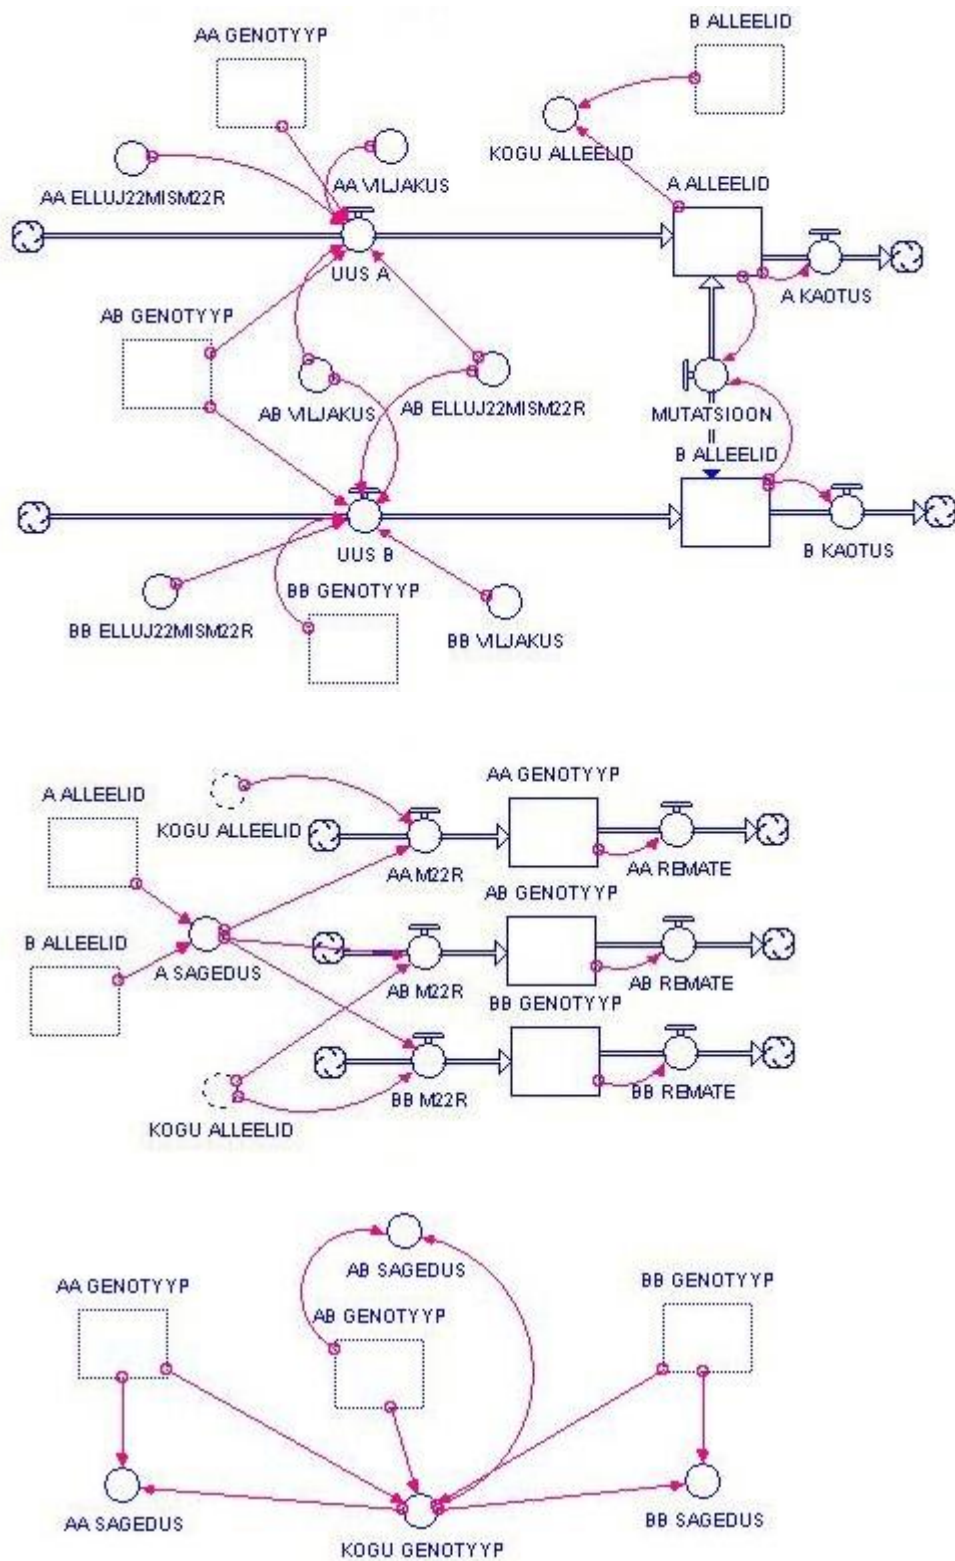 B ALLEELID
AA GENOTYYP
KOGU ALLEELID
AA VILJAKUS
AA ELLUJ22MISM22R
A ALLEELID
UUS A
A KAOTUS
AB GENOTYYP
AB VILJAKUS
AB ELLUJ22MISM22R
MUTATSIOON
B ALLEELID
UUS B
B KAOTUS
BB GENOTYYP
BB ELLUJ22MISM22R
BB VILJAKUS
AA GENOTYYP
A ALLEELID
KOGU ALLEELID
AA M22R
AA REMATE
AB GENOTYYP
B ALLEELID
A SAGEDUS
AB M22R
AB REMATE
BB GENOTYYP
BB M22R
BB REMATE
KOGU ALLEELID
AB SAGEDUS
AA GENOTYYP
BB GENOTYYP
AB GENOTYYP
AA SAGEDUS
BB SAGEDUS
KOGU GENOTYYP